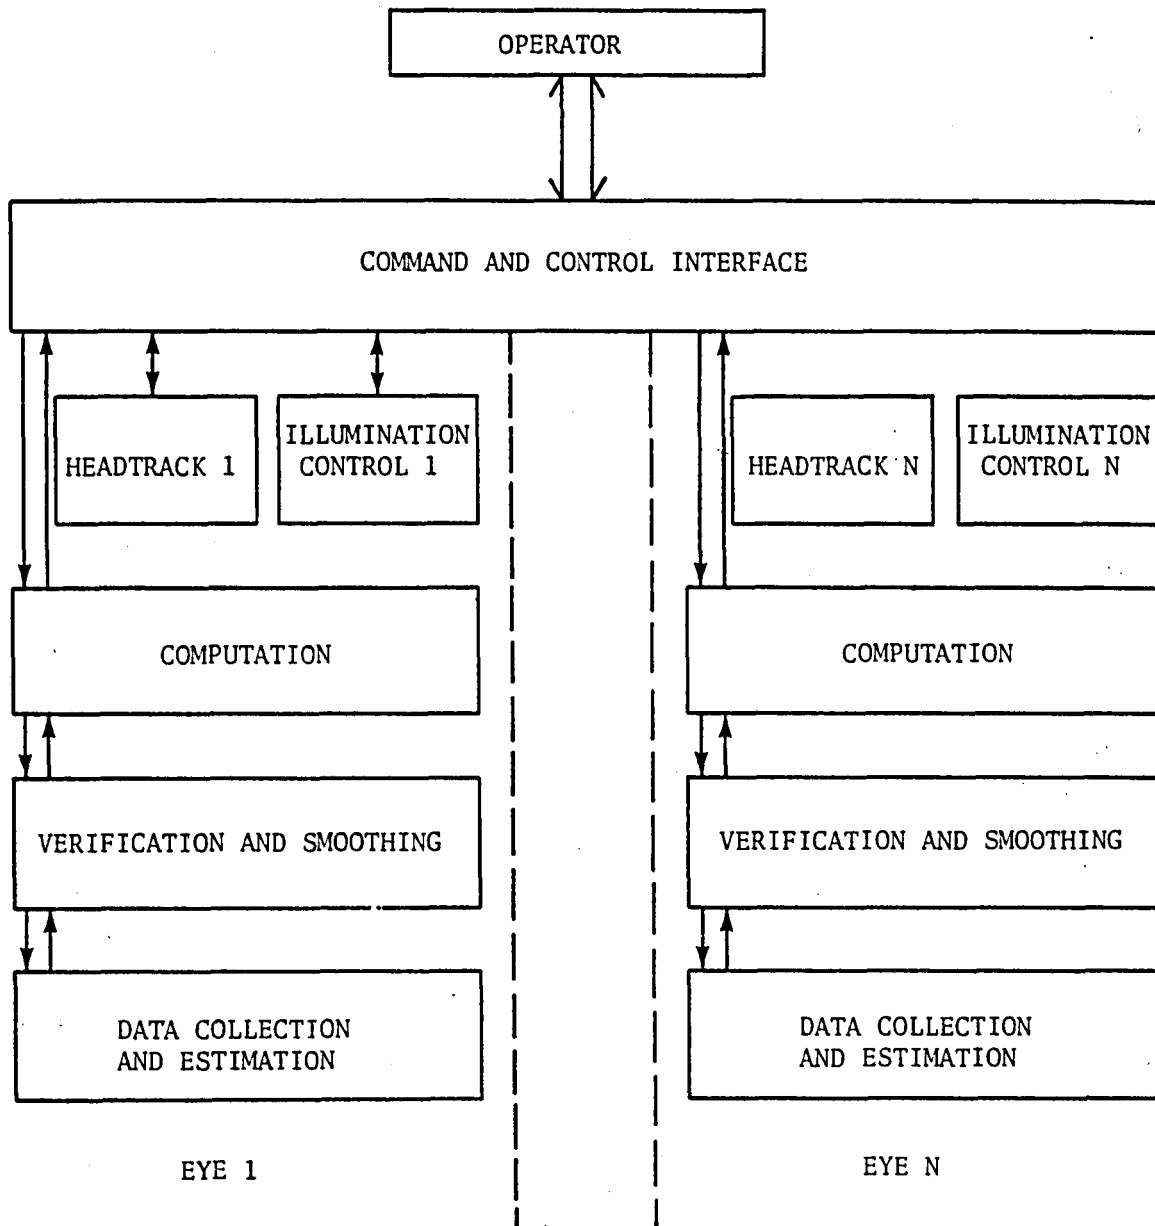 OPERATOR
COMMAND AND CONTROL INTERFACE
HEADTRACK 1
ILLUMINATION
CONTROL 1
HEADTRACK N
ILLUMINATION
CONTROL N
COMPUTATION
COMPUTATION
VERIFICATION AND SMOOTHING
VERIFICATION AND SMOOTHING
DATA COLLECTION
AND ESTIMATION
DATA COLLECTION
AND ESTIMATION
EYE 1
EYE N